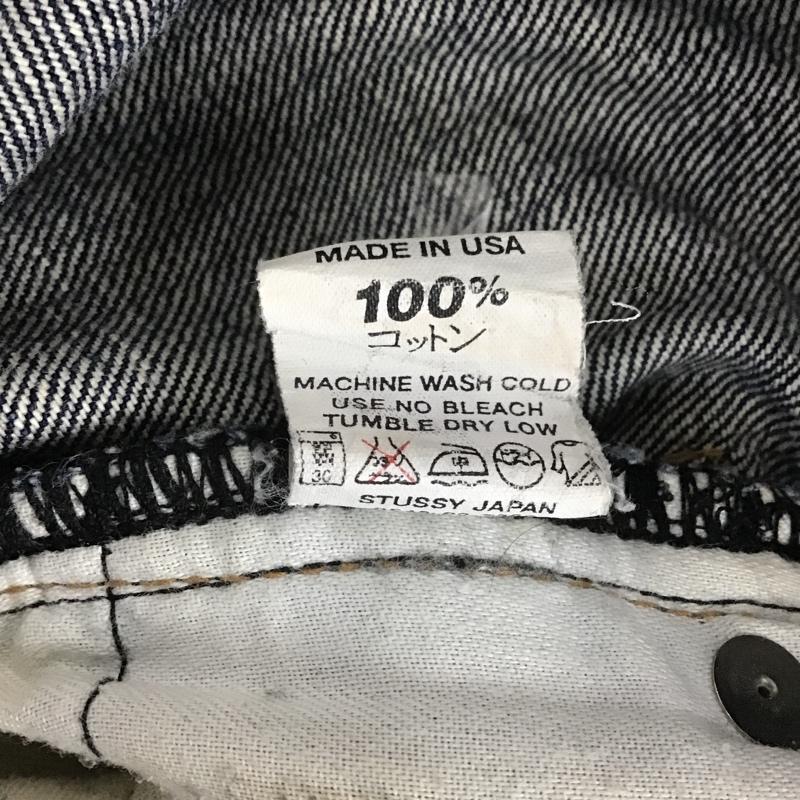 MADE IN USA
100%
コットン
MACHINE WASH COLD
USE NO BLEACH
TUMBLE DRY LOW
30
STUSSY JAPAN